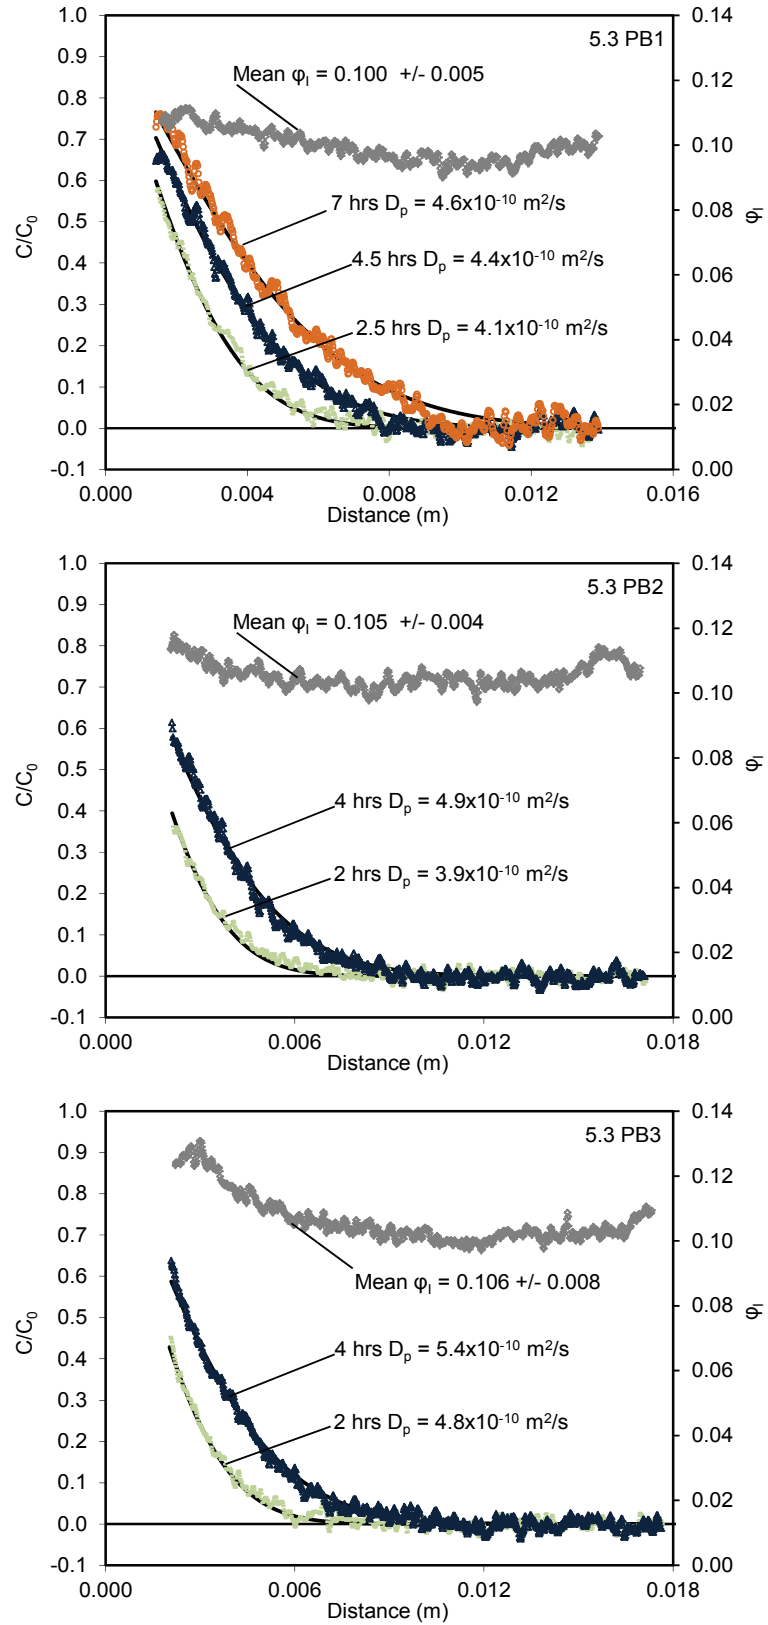 1.0
0.9
0.8
0.7
0.6
0.5
0.4
0.3
0.2
0.1
0.0
-0.1
C/C₀
0.14
0.12
0.10
0.08
0.06
0.04
0.02
0.00
φₗ
5.3 PB1
Mean φₗ = 0.100 +/- 0.005
7 hrs Dₚ = 4.6x10⁻¹⁰ m²/s
4.5 hrs Dₚ = 4.4x10⁻¹⁰ m²/s
2.5 hrs Dₚ = 4.1x10⁻¹⁰ m²/s
0.000 0.004 0.008 0.012 0.016
Distance (m)
1.0
0.9
0.8
0.7
0.6
0.5
0.4
0.3
0.2
0.1
0.0
-0.1
C/C₀
0.14
0.12
0.10
0.08
0.06
0.04
0.02
0.00
φₗ
5.3 PB2
Mean φₗ = 0.105 +/- 0.004
4 hrs Dₚ = 4.9x10⁻¹⁰ m²/s
2 hrs Dₚ = 3.9x10⁻¹⁰ m²/s
0.000 0.006 0.012 0.018
Distance (m)
1.0
0.9
0.8
0.7
0.6
0.5
0.4
0.3
0.2
0.1
0.0
-0.1
C/C₀
0.14
0.12
0.10
0.08
0.06
0.04
0.02
0.00
φₗ
5.3 PB3
Mean φₗ = 0.106 +/- 0.008
4 hrs Dₚ = 5.4x10⁻¹⁰ m²/s
2 hrs Dₚ = 4.8x10⁻¹⁰ m²/s
0.000 0.006 0.012 0.018
Distance (m)